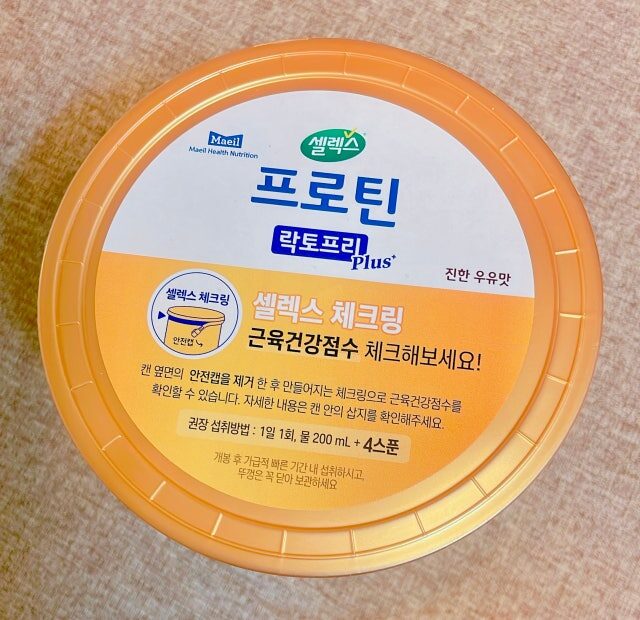 Maeil
Maeil Health Nutrition
셀렉스
프로틴
락토프리
Plus+
진한 우유맛
셀렉스 체크링
안전캡
셀렉스 체크링
근육건강점수 체크해보세요!
캔 옆면의 안전캡을 제거 한 후 만들어지는 체크링으로 근육건강점수를
확인할 수 있습니다. 자세한 내용은 캔 안의 삽지를 확인해주세요.
권장 섭취방법 : 1일 1회, 물 200 mL + 4스푼
개봉 후 가급적 빠른 기간 내 섭취하시고,
뚜껑은 꼭 닫아 보관하세요